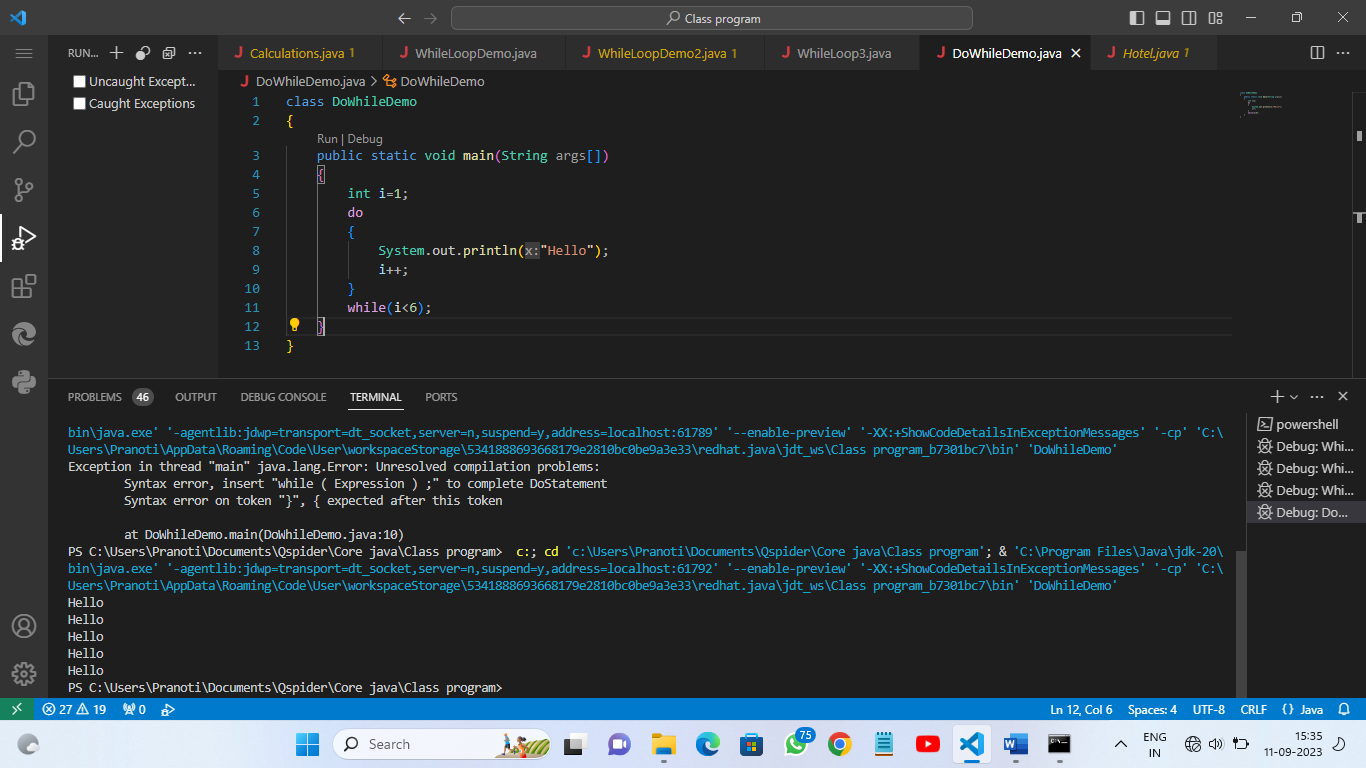 Class program
RUN...
Calculations.java 1
WhileLoopDemo.java
WhileLoopDemo2.java 1
WhileLoop3.java
DoWhileDemo.java
Hotel.java 1
Uncaught Except...
Caught Exceptions
DoWhileDemo.java > DoWhileDemo
1 class DoWhileDemo
2 {
Run | Debug
3 public static void main(String args[])
4 {
5 int i=1;
6 do
7 {
8 System.out.println(x:"Hello");
9 i++;
10 }
11 while(i<6);
12 }
13 }
PROBLEMS 46 OUTPUT DEBUG CONSOLE TERMINAL PORTS
bin\java.exe' '-agentlib:jdwp=transport=dt_socket,server=n,suspend=y,address=localhost:61789' '--enable-preview' '-XX:+ShowCodeDetailsInExceptionMessages' '-cp' 'C:\
Users\Pranoti\AppData\Roaming\Code\User\workspaceStorage\5341888693668179e2810bc0be9a3e33\redhat.java\jdt_ws\Class program_b7301bc7\bin' 'DoWhileDemo'
Exception in thread "main" java.lang.Error: Unresolved compilation problems:
Syntax error, insert "while ( Expression ) ;" to complete DoStatement
Syntax error on token "}", { expected after this token
at DoWhileDemo.main(DoWhileDemo.java:10)
PS C:\Users\Pranoti\Documents\Qspider\Core java\Class program> c:; cd 'c:\Users\Pranoti\Documents\Qspider\Core java\Class program'; & 'C:\Program Files\Java\jdk-20\
bin\java.exe' '-agentlib:jdwp=transport=dt_socket,server=n,suspend=y,address=localhost:61792' '--enable-preview' '-XX:+ShowCodeDetailsInExceptionMessages' '-cp' 'C:\
Users\Pranoti\AppData\Roaming\Code\User\workspaceStorage\5341888693668179e2810bc0be9a3e33\redhat.java\jdt_ws\Class program_b7301bc7\bin' 'DoWhileDemo'
Hello
Hello
Hello
Hello
Hello
PS C:\Users\Pranoti\Documents\Qspider\Core java\Class program>
powershell
Debug: Whi...
Debug: Whi...
Debug: Whi...
Debug: Do...
27 19 0
Ln 12, Col 6 Spaces: 4 UTF-8 CRLF {} Java
Search
75
ENG
IN
15:35
11-09-2023